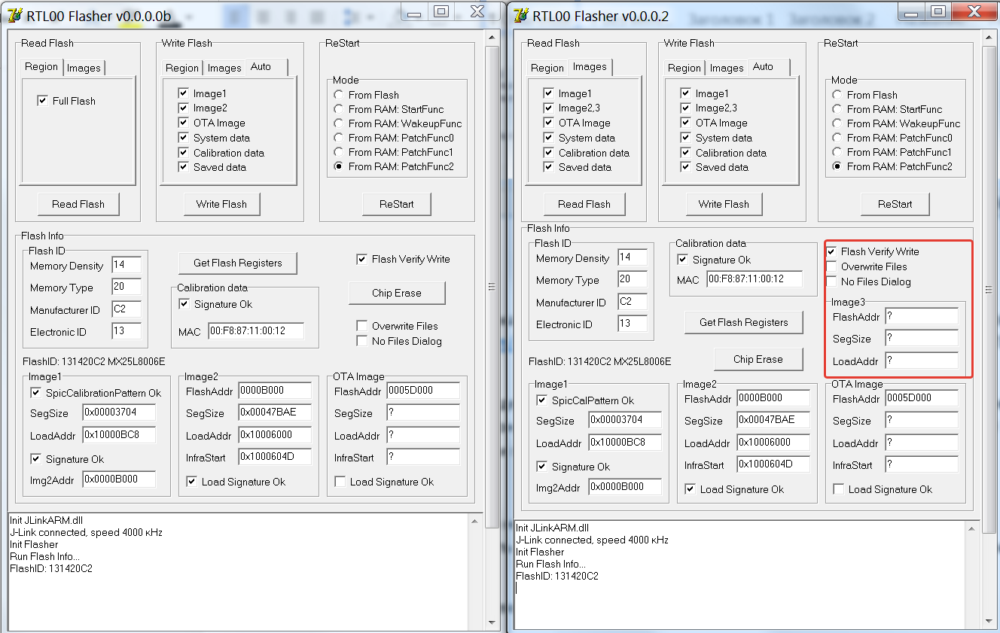 RTL00 Flasher v0.0.0.0b
Read Flash
Region
Images
Full Flash
Read Flash
Write Flash
Region
Images
Auto
Image1
Image2
OTA Image
System data
Calibration data
Saved data
Write Flash
ReStart
Mode
From Flash
From RAM: StartFunc
From RAM: WakeupFunc
From RAM: PatchFunc0
From RAM: PatchFunc1
From RAM: PatchFunc2
ReStart
Flash Info
Flash ID
Memory Density 14
Memory Type 20
Manufacturer ID C2
Electronic ID 13
Get Flash Registers
Calibration data
Signature Ok
MAC 00:F8:87:11:00:12
Flash Verify Write
Chip Erase
Overwrite Files
No Files Dialog
FlashID: 131420C2 MX25L8006E
Image1
SpicCalibrationPattern Ok
SegSize 0x00003704
LoadAddr 0x10000BC8
Signature Ok
Img2Addr 0x0000B000
Image2
FlashAddr 0000B000
SegSize 0x00047BAE
LoadAddr 0x10006000
InfraStart 0x1000604D
Load Signature Ok
OTA Image
FlashAddr 0005D000
SegSize ?
LoadAddr ?
InfraStart ?
Load Signature Ok
Init JLinkARM.dll
J-Link connected, speed 4000 кHz
Init Flasher
Run Flash Info...
FlashID: 131420C2
RTL00 Flasher v0.0.0.2
Заголовок 1
Заголовок 2
Read Flash
Region
Images
Image1
Image2,3
OTA Image
System data
Calibration data
Saved data
Read Flash
Write Flash
Region
Images
Auto
Image1
Image2,3
OTA Image
System data
Calibration data
Saved data
Write Flash
ReStart
Mode
From Flash
From RAM: StartFunc
From RAM: WakeupFunc
From RAM: PatchFunc0
From RAM: PatchFunc1
From RAM: PatchFunc2
ReStart
Flash Info
Flash ID
Memory Density 14
Memory Type 20
Manufacturer ID C2
Electronic ID 13
Calibration data
Signature Ok
MAC 00:F8:87:11:00:12
Get Flash Registers
Chip Erase
Flash Verify Write
Overwrite Files
No Files Dialog
Image3
FlashAddr ?
SegSize ?
LoadAddr ?
FlashID: 131420C2 MX25L8006E
Image1
SpicCalPattern Ok
SegSize 0x00003704
LoadAddr 0x10000BC8
Signature Ok
Img2Addr 0x0000B000
Image2
FlashAddr 0000B000
SegSize 0x00047BAE
LoadAddr 0x10006000
InfraStart 0x1000604D
Load Signature Ok
OTA Image
FlashAddr 0005D000
SegSize ?
LoadAddr ?
InfraStart ?
Load Signature Ok
Init JLinkARM.dll
J-Link connected, speed 4000 кHz
Init Flasher
Run Flash Info...
FlashID: 131420C2